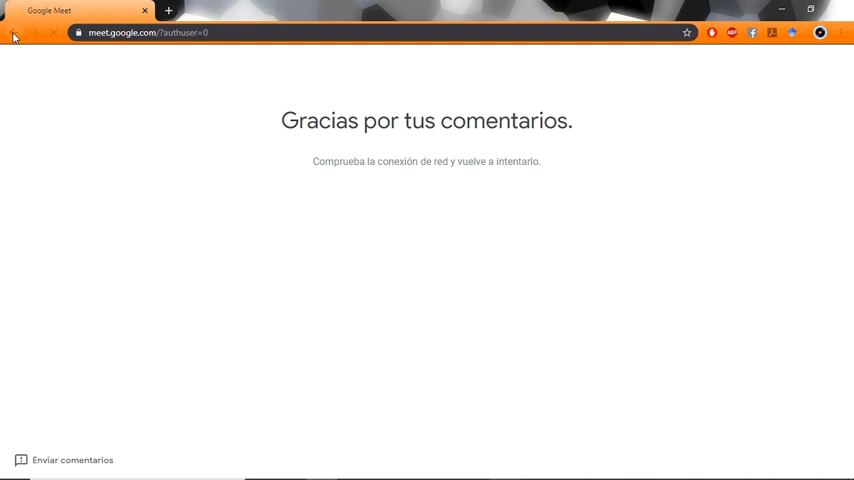 Google Meet
meet.google.com/?authuser=0
ABP
Gracias por tus comentarios.
Comprueba la conexión de red y vuelve a intentarlo.
Enviar comentarios